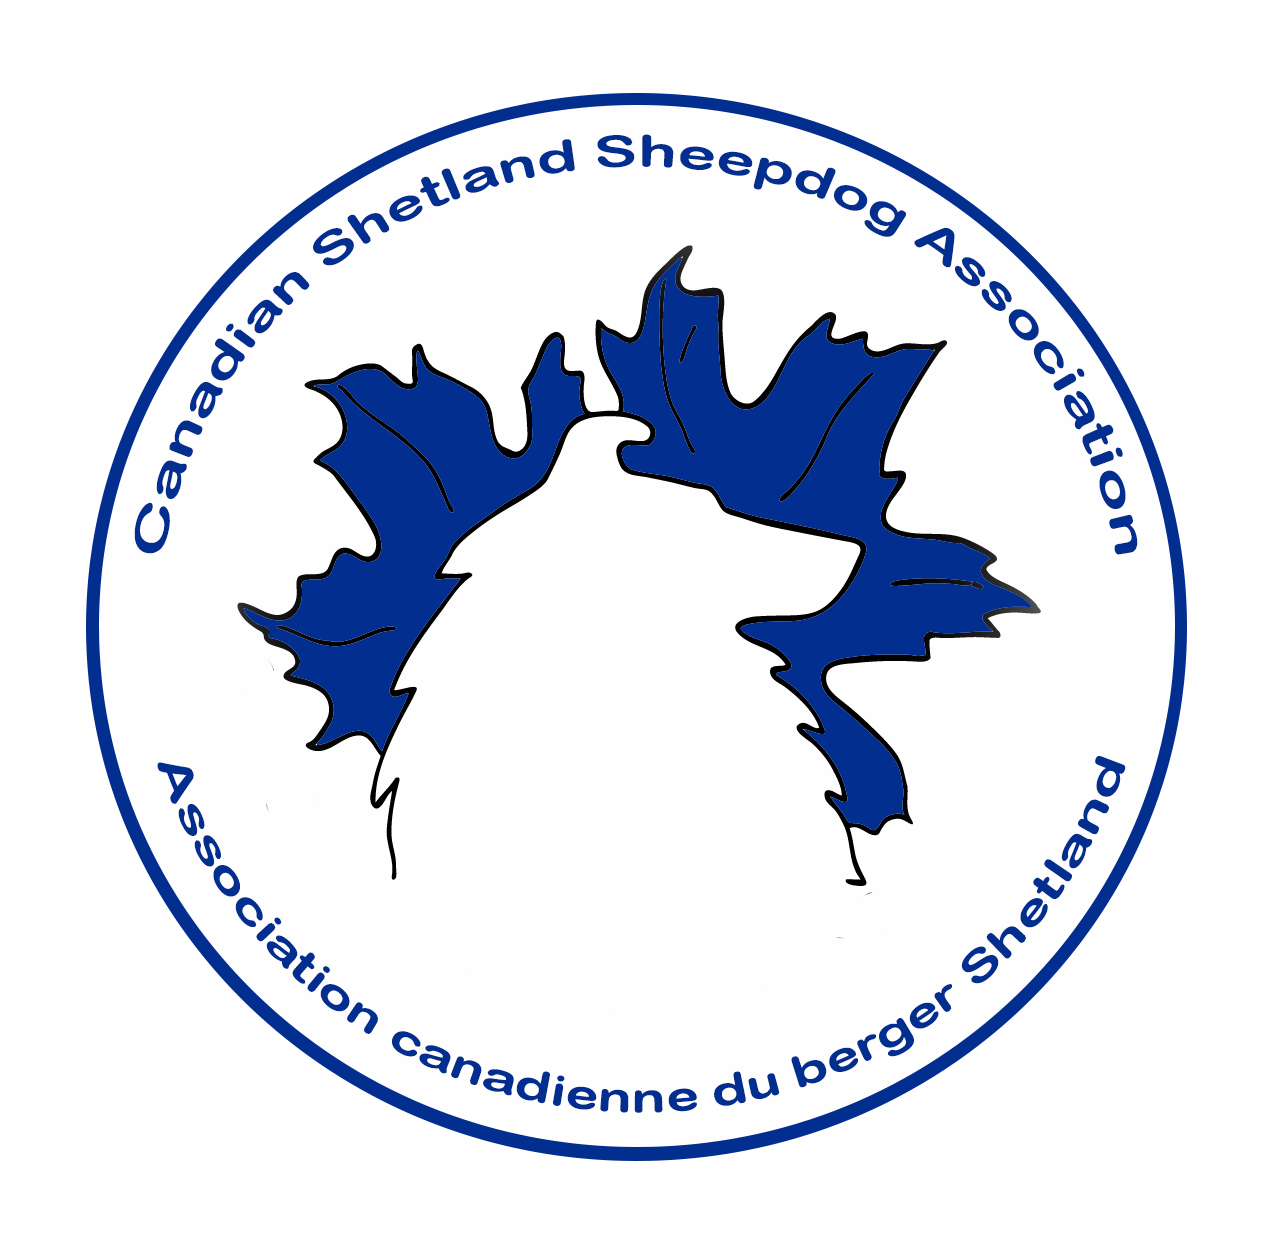 Canadian Shetland Sheepdog Association
Association canadienne du berger Shetland